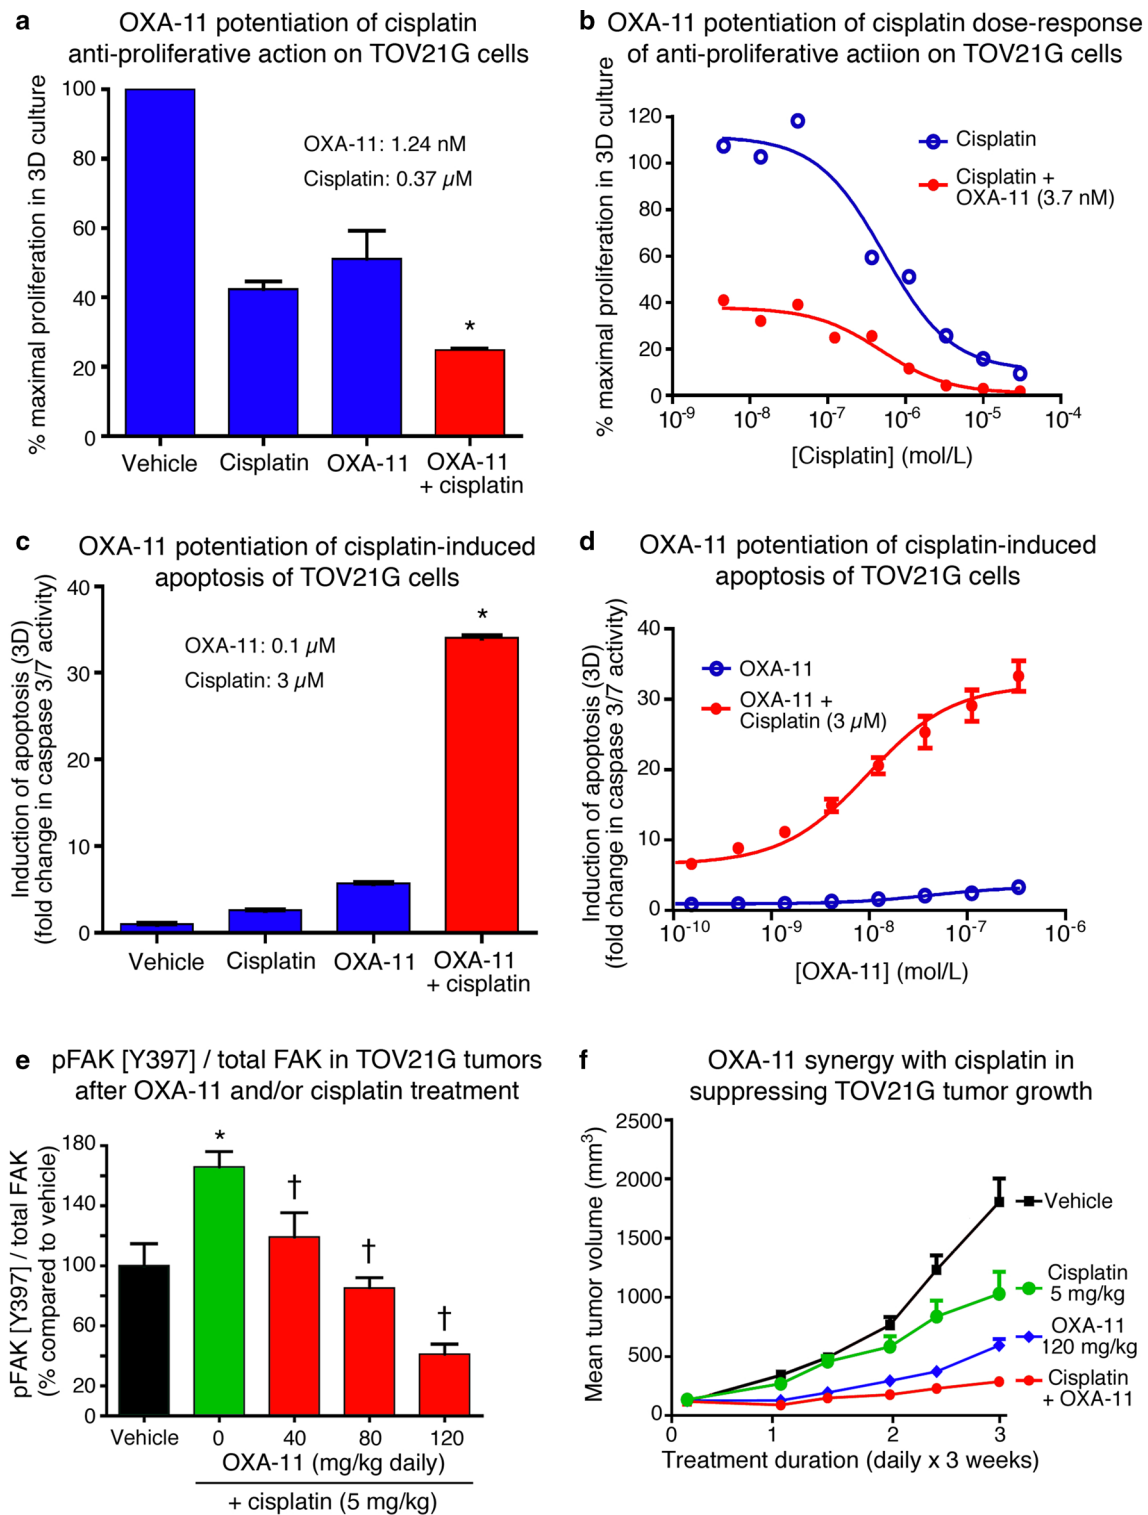 a
OXA-11 potentiation of cisplatin
anti-proliferative action on TOV21G cells
% maximal proliferation in 3D culture
100
80
60
40
20
0
OXA-11: 1.24 nM
Cisplatin: 0.37 µM
*
Vehicle
Cisplatin
OXA-11
OXA-11
+ cisplatin
b
OXA-11 potentiation of cisplatin dose-response
of anti-proliferative actiion on TOV21G cells
% maximal proliferation in 3D culture
120
100
80
60
40
20
0
Cisplatin
Cisplatin +
OXA-11 (3.7 nM)
10-9 10-8 10-7 10-6 10-5 10-4
[Cisplatin] (mol/L)
c
OXA-11 potentiation of cisplatin-induced
apoptosis of TOV21G cells
Induction of apoptosis (3D)
(fold change in caspase 3/7 activity)
40
30
20
10
0
OXA-11: 0.1 µM
Cisplatin: 3 µM
*
Vehicle
Cisplatin
OXA-11
OXA-11
+ cisplatin
d
OXA-11 potentiation of cisplatin-induced
apoptosis of TOV21G cells
Induction of apoptosis (3D)
(fold change in caspase 3/7 activity)
40
30
20
10
0
OXA-11
OXA-11 +
Cisplatin (3 µM)
10-10 10-9 10-8 10-7 10-6
[OXA-11] (mol/L)
e
pFAK [Y397] / total FAK in TOV21G tumors
after OXA-11 and/or cisplatin treatment
pFAK [Y397] / total FAK
(% compared to vehicle)
180
140
100
60
20
0
*
†
†
†
Vehicle 0 40 80 120
OXA-11 (mg/kg daily)
+ cisplatin (5 mg/kg)
f
OXA-11 synergy with cisplatin in
suppressing TOV21G tumor growth
Mean tumor volume (mm3)
2500
2000
1500
1000
500
0
Vehicle
Cisplatin
5 mg/kg
OXA-11
120 mg/kg
Cisplatin
+ OXA-11
0 1 2 3
Treatment duration (daily x 3 weeks)